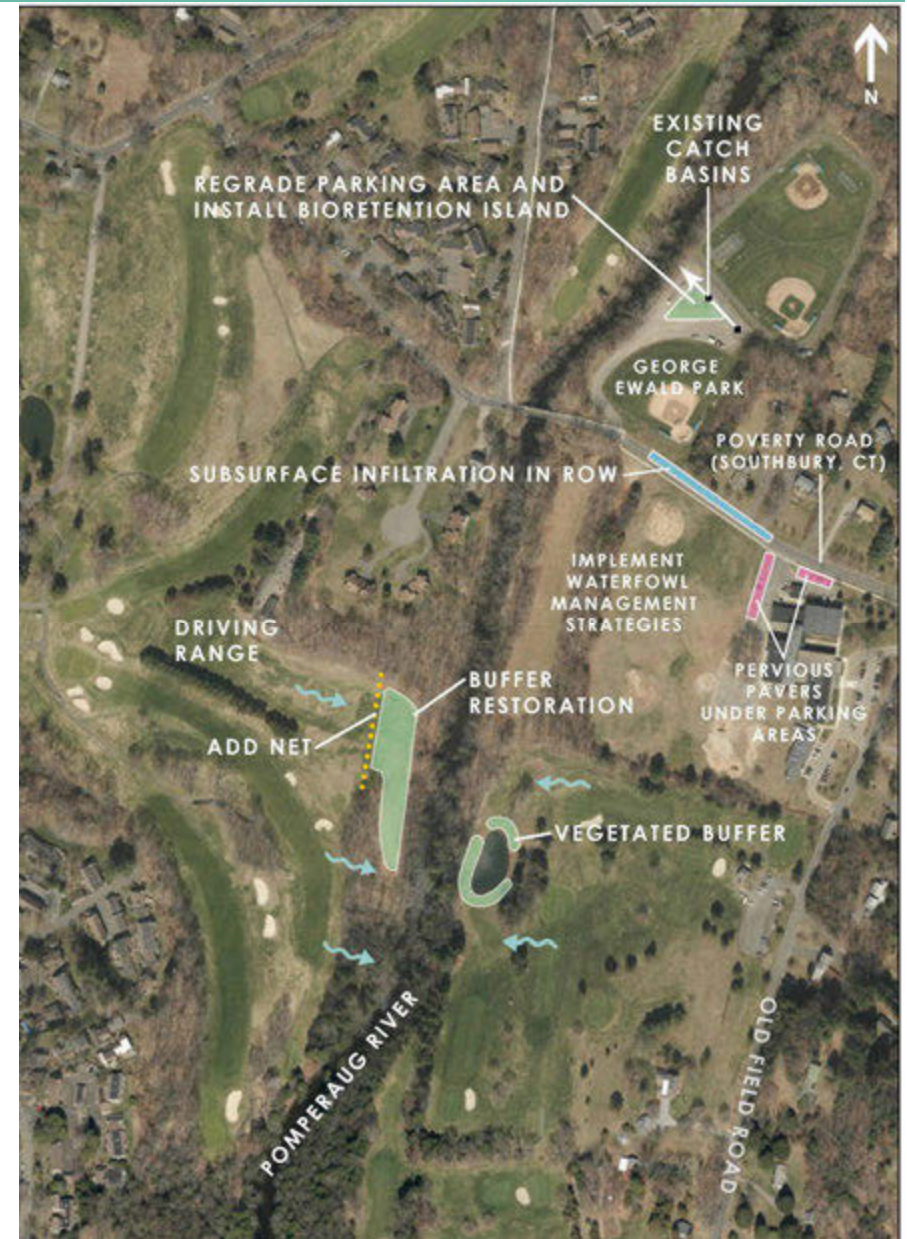 N
EXISTING
CATCH
BASINS
REGRADE PARKING AREA AND
INSTALL BIORETENTION ISLAND
GEORGE
EWALD PARK
POVERTY ROAD
(SOUTHBURY, CT)
SUBSURFACE INFILTRATION IN ROW
IMPLEMENT
WATERFOWL
MANAGEMENT
STRATEGIES
DRIVING
RANGE
PERVIOUS
PAVERS
UNDER PARKING
AREAS
BUFFER
RESTORATION
ADD NET
VEGETATED BUFFER
POMPERAUG RIVER
OLD FIELD ROAD